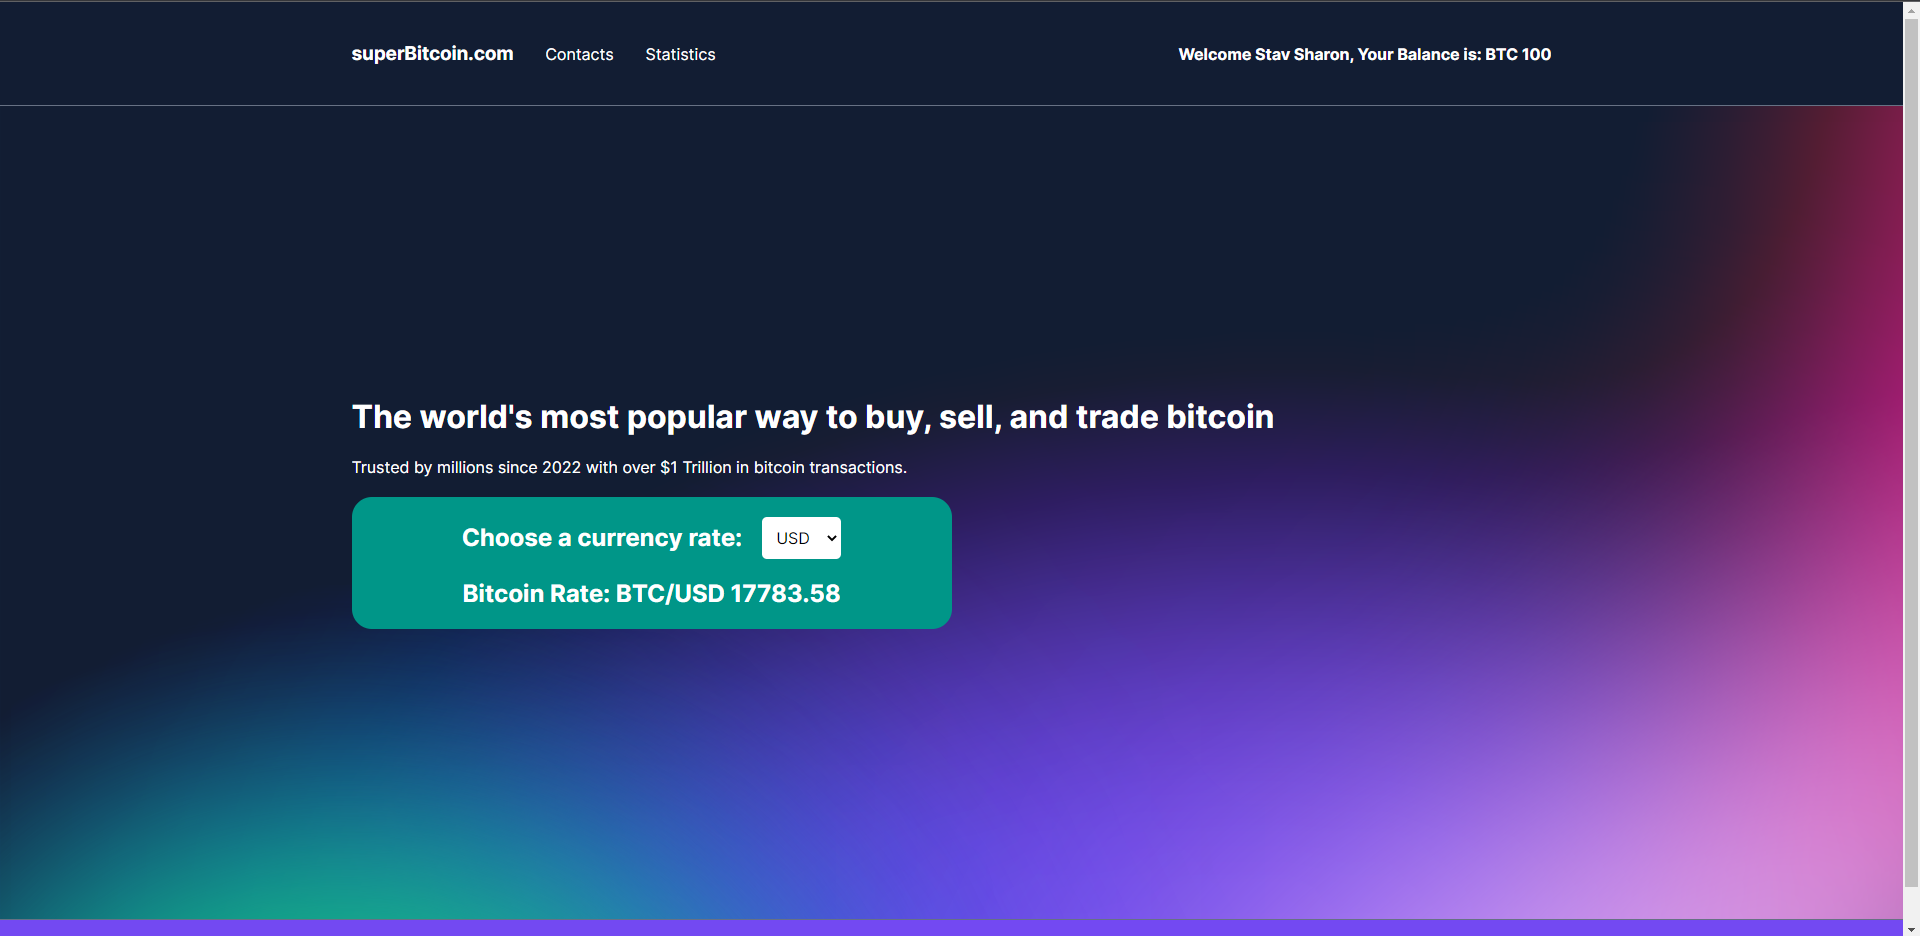 superBitcoin.com Contacts Statistics Welcome Stav Sharon, Your Balance is: BTC 100
The world's most popular way to buy, sell, and trade bitcoin
Trusted by millions since 2022 with over $1 Trillion in bitcoin transactions.
Choose a currency rate: USD
Bitcoin Rate: BTC/USD 17783.58